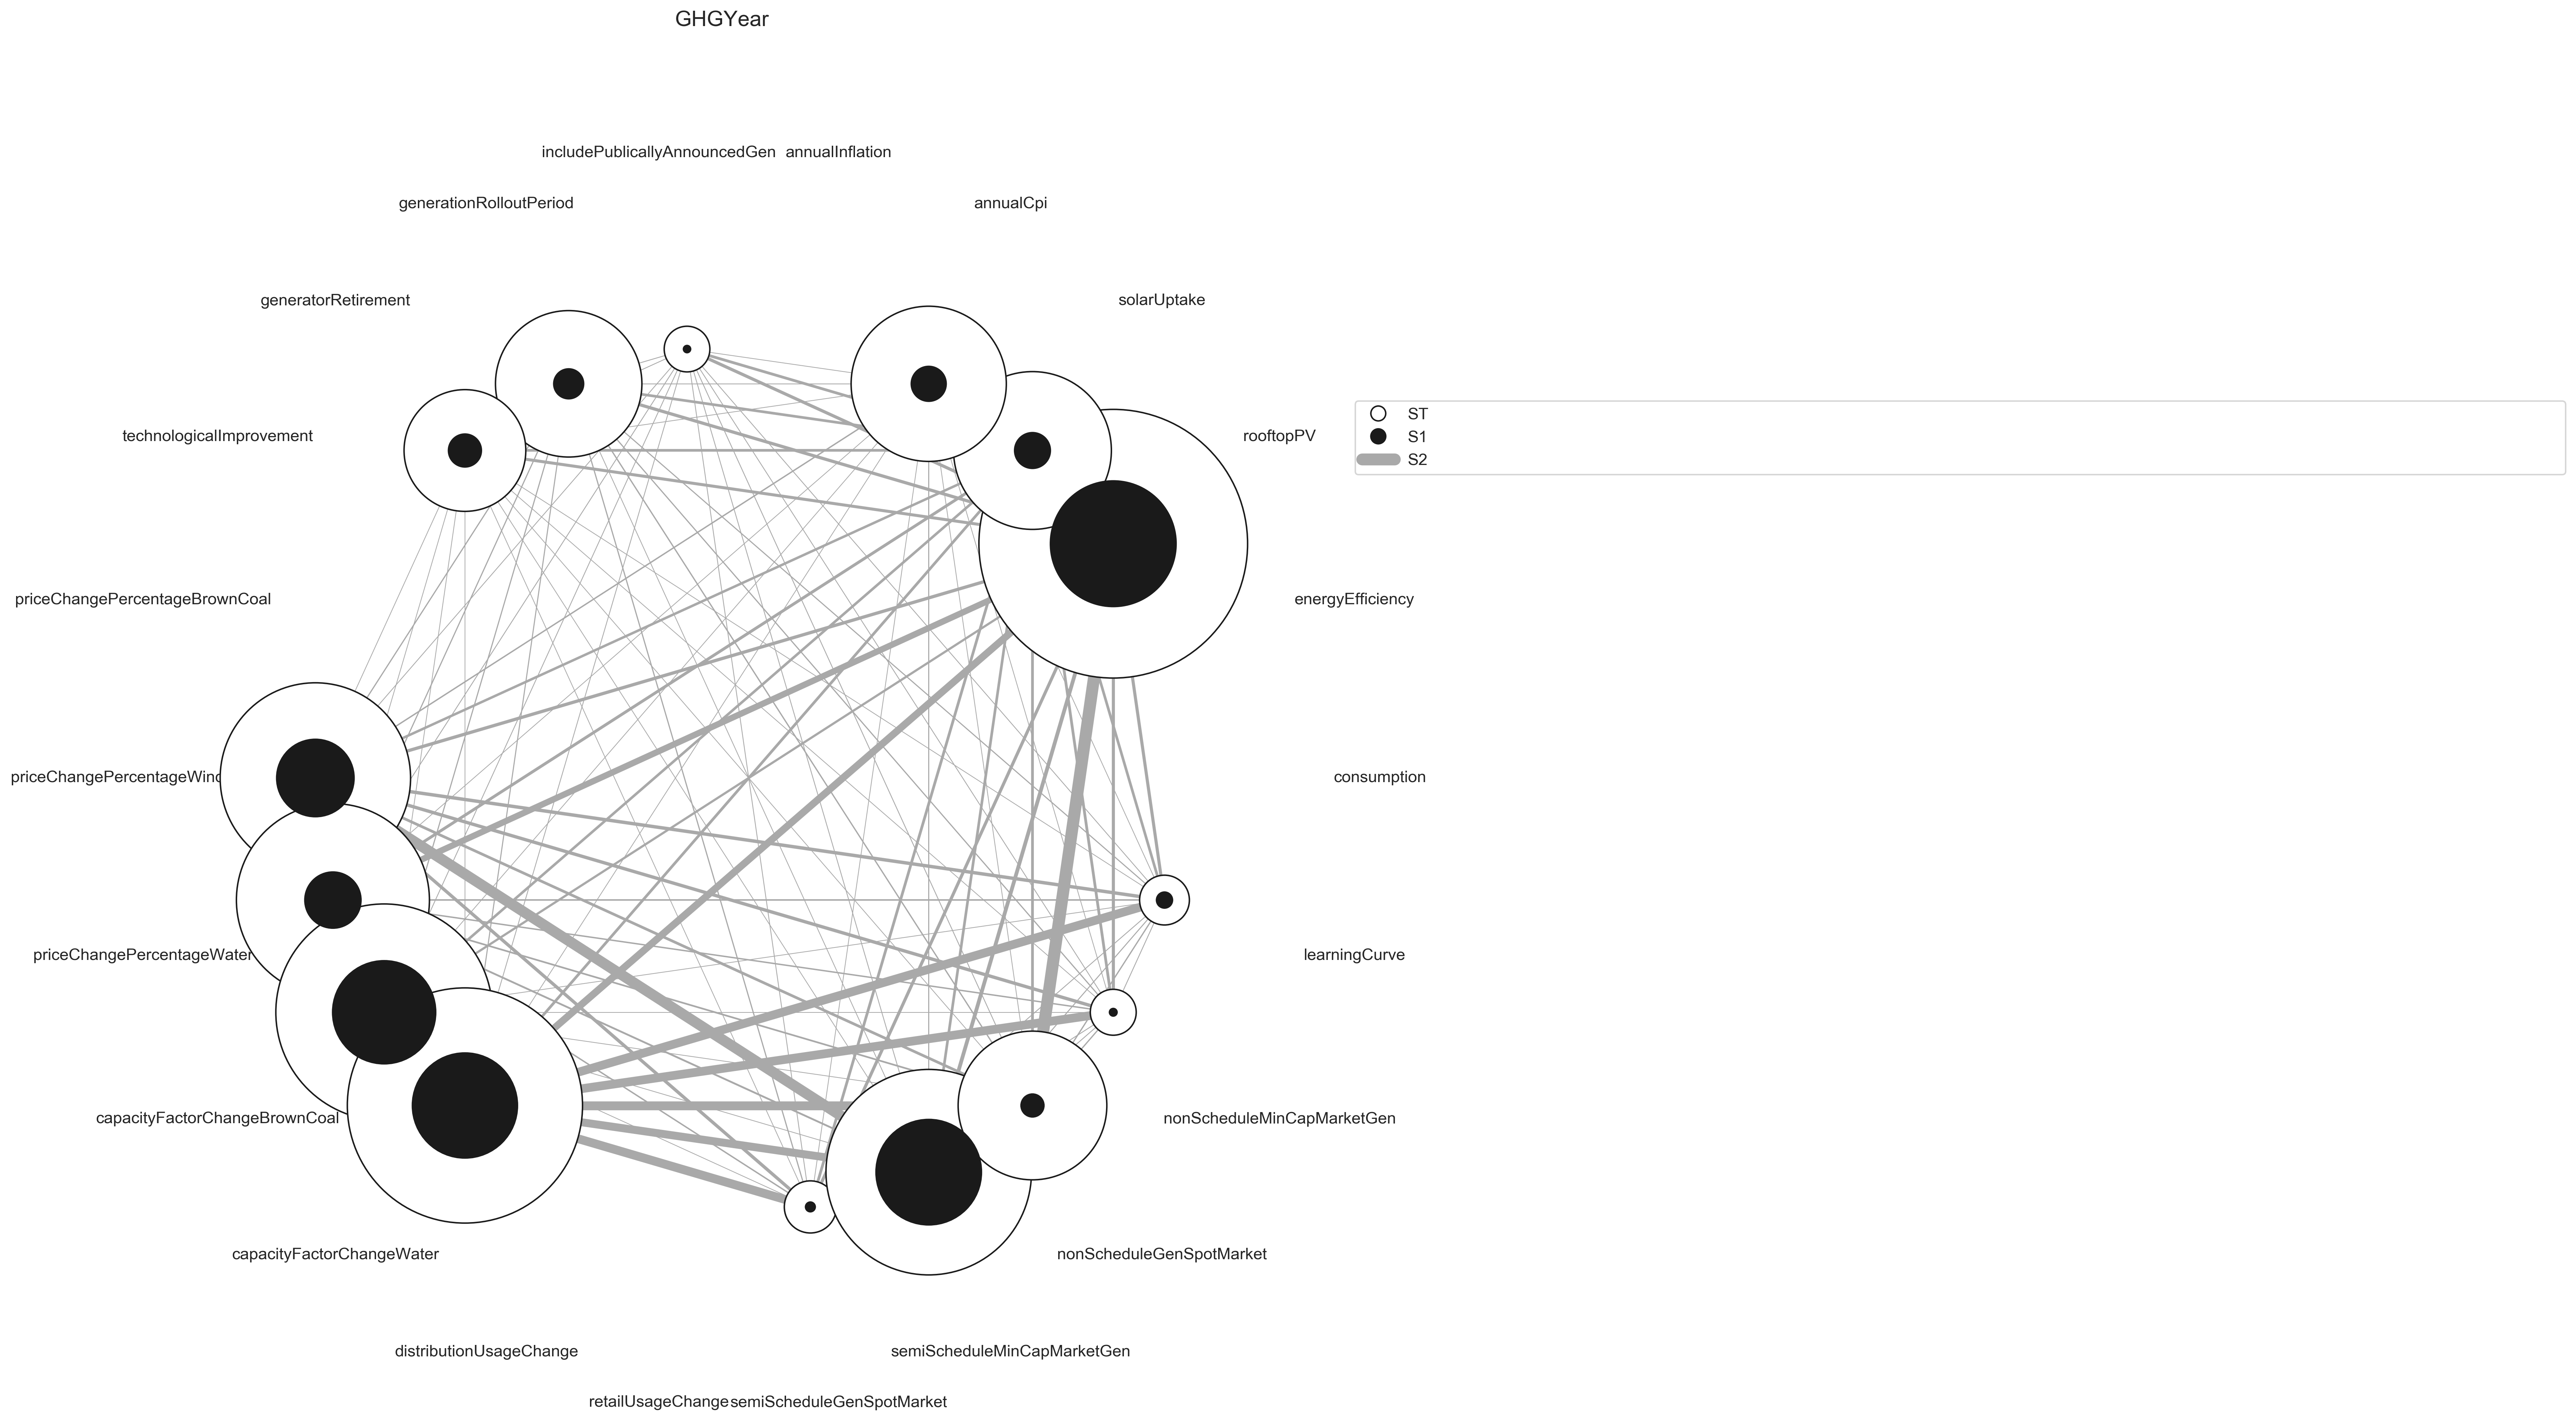 GHGYear
includePublicallyAnnouncedGen
annualInflation
generationRolloutPeriod
annualCpi
generatorRetirement
solarUptake
ST
technologicalImprovement
rooftopPV
S1
S2
priceChangePercentageBrownCoal
energyEfficiency
priceChangePercentageWind
consumption
priceChangePercentageWater
learningCurve
capacityFactorChangeBrownCoal
nonScheduleMinCapMarketGen
capacityFactorChangeWater
nonScheduleGenSpotMarket
distributionUsageChange
semiScheduleMinCapMarketGen
retailUsageChange
semiScheduleGenSpotMarket